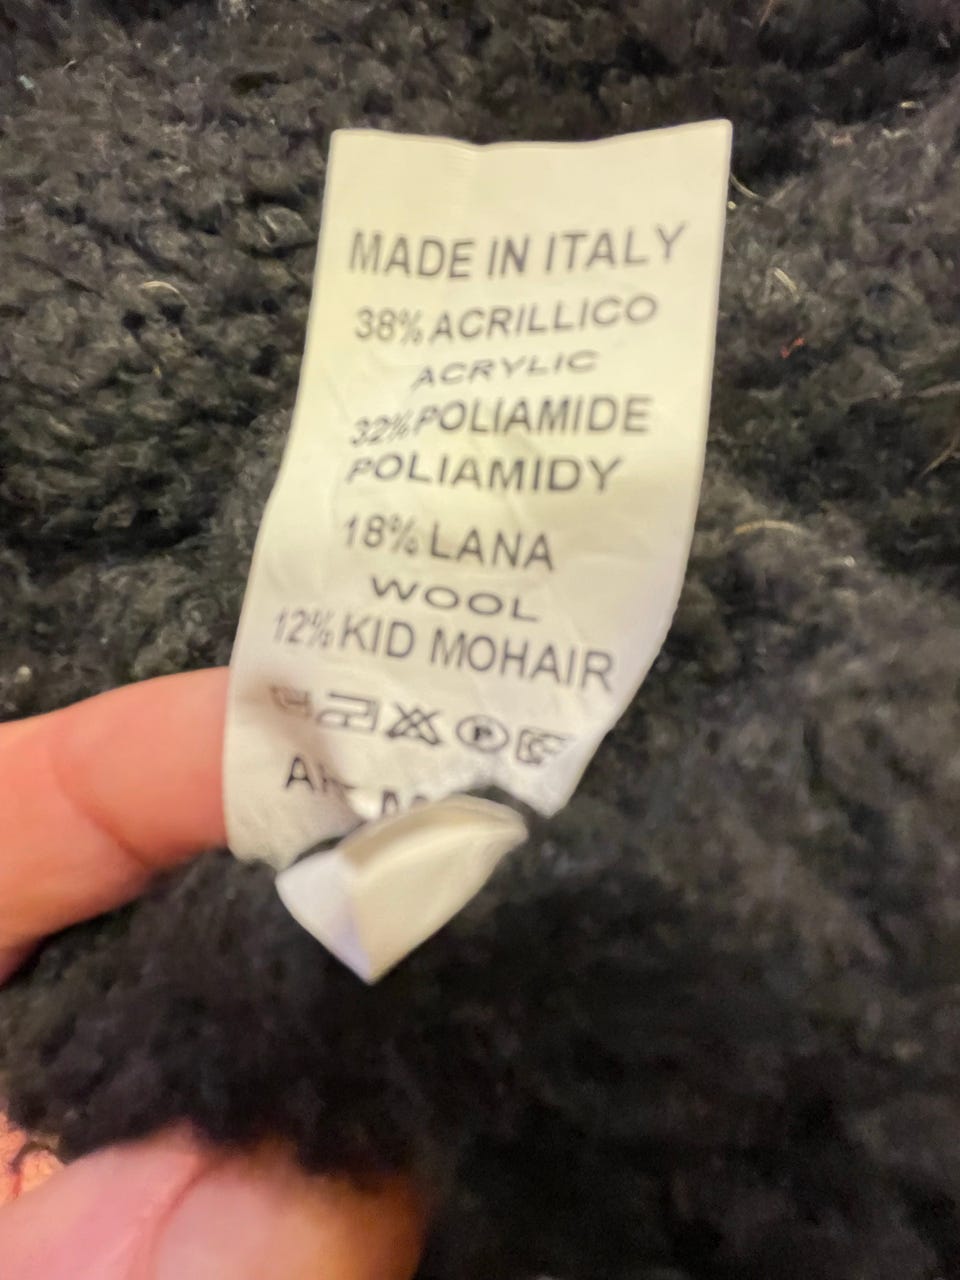 MADE IN ITALY
38% ACRILLICO
ACRYLIC
32% POLIAMIDE
POLIAMIDY
18% LANA
WOOL
12% KID MOHAIR
P